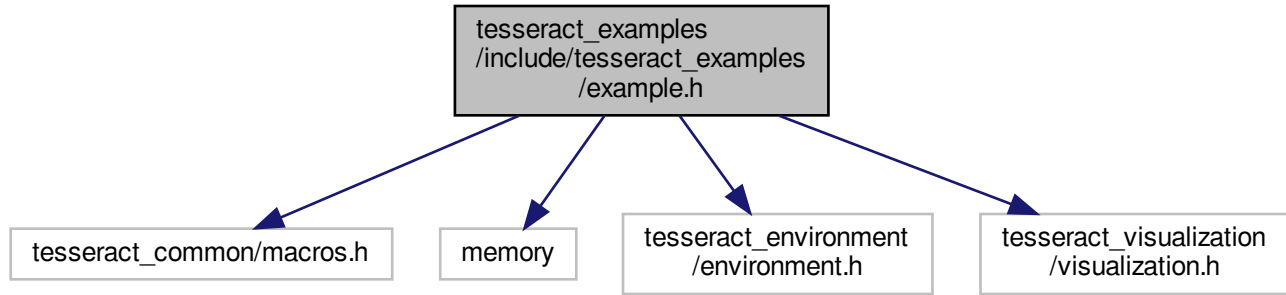 tesseract_examples
/include/tesseract_examples
/example.h
tesseract_common/macros.h
memory
tesseract_environment
/environment.h
tesseract_visualization
/visualization.h